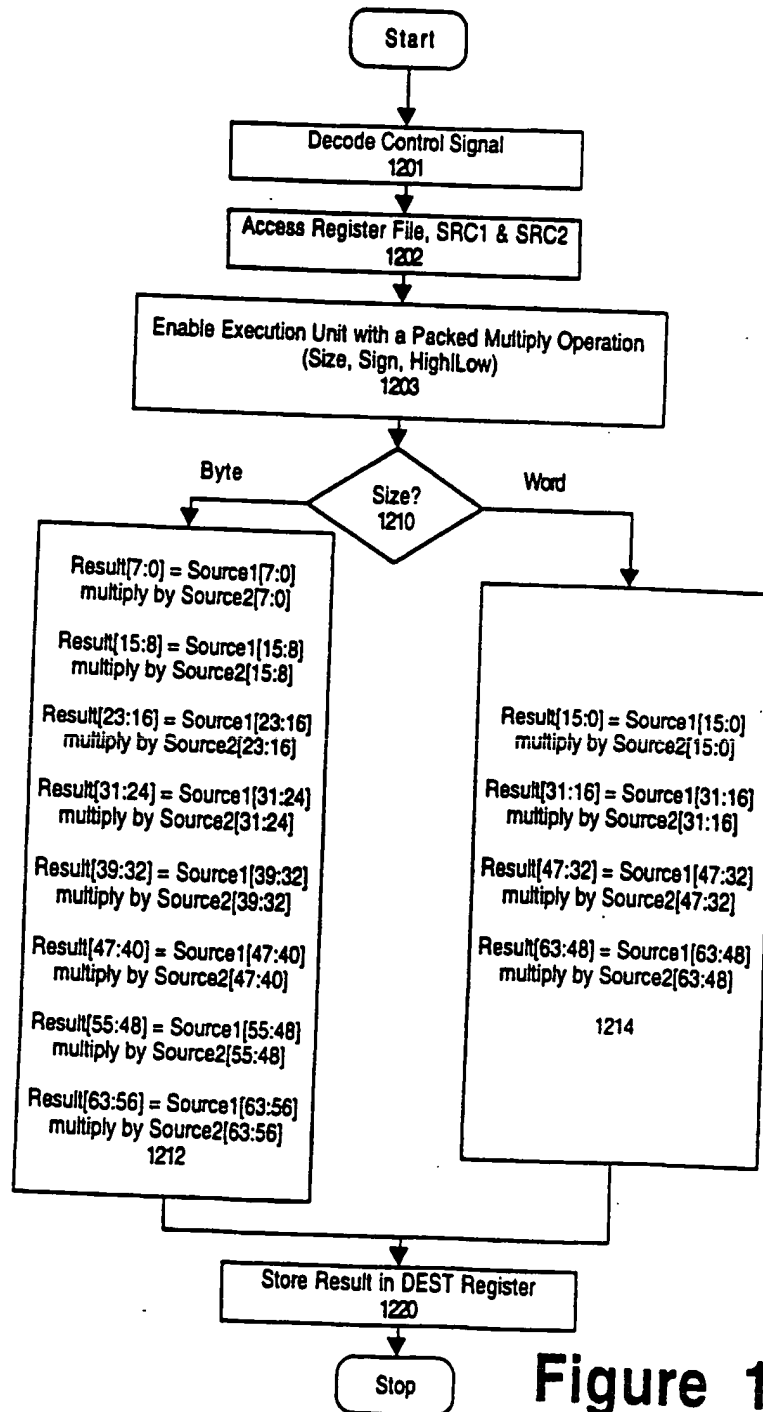 Start
Decode Control Signal
1201
Access Register File, SRC1 & SRC2
1202
Enable Execution Unit with a Packed Multiply Operation
(Size, Sign, High|Low)
1203
Size?
1210
Byte
Word
Result[7:0] = Source1[7:0]
multiply by Source2[7:0]
Result[15:8] = Source1[15:8]
multiply by Source2[15:8]
Result[23:16] = Source1[23:16]
multiply by Source2[23:16]
Result[31:24] = Source1[31:24]
multiply by Source2[31:24]
Result[39:32] = Source1[39:32]
multiply by Source2[39:32]
Result[47:40] = Source1[47:40]
multiply by Source2[47:40]
Result[55:48] = Source1[55:48]
multiply by Source2[55:48]
Result[63:56] = Source1[63:56]
multiply by Source2[63:56]
1212
Result[15:0] = Source1[15:0]
multiply by Source2[15:0]
Result[31:16] = Source1[31:16]
multiply by Source2[31:16]
Result[47:32] = Source1[47:32]
multiply by Source2[47:32]
Result[63:48] = Source1[63:48]
multiply by Source2[63:48]
1214
Store Result in DEST Register
1220
Stop
Figure 1